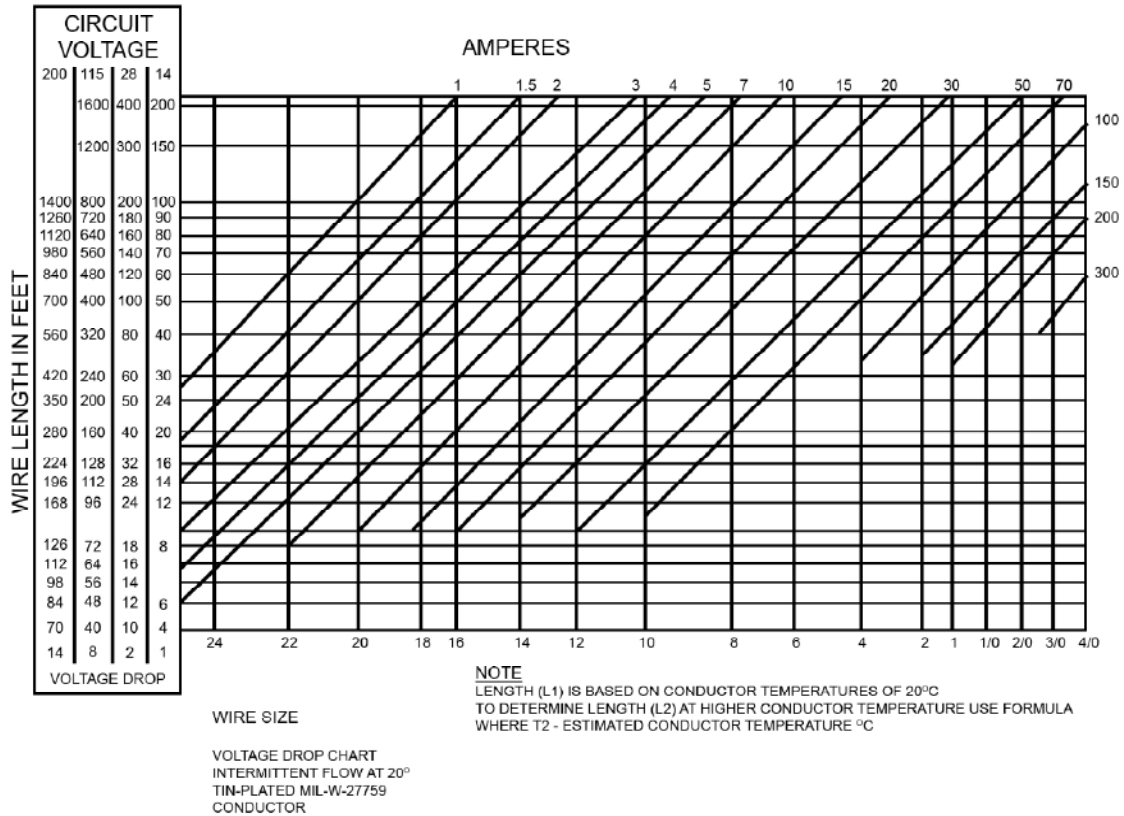 CIRCUIT
VOLTAGE
AMPERES
200 115 28 14
1 1.5 2 3 4 5 7 10 15 20 30 50 70
1600 400 200
100
1200 300 150
150
1400 800 200 100
1260 720 180 90
200
1120 640 160 80
980 560 140 70
840 480 120 60
300
700 400 100 50
560 320 80 40
420 240 60 30
350 200 50 24
280 160 40 20
224 128 32 16
196 112 28 14
168 96 24 12
126 72 18 8
112 64 16
98 56 14
84 48 12 6
70 40 10 4
14 8 2 1
VOLTAGE DROP
WIRE LENGTH IN FEET
24 22 20 18 16 14 12 10 8 6 4 2 1 1/0 2/0 3/0 4/0
NOTE
LENGTH (L1) IS BASED ON CONDUCTOR TEMPERATURES OF 20°C
TO DETERMINE LENGTH (L2) AT HIGHER CONDUCTOR TEMPERATURE USE FORMULA
WHERE T2 - ESTIMATED CONDUCTOR TEMPERATURE °C
WIRE SIZE
VOLTAGE DROP CHART
INTERMITTENT FLOW AT 20°
TIN-PLATED MIL-W-27759
CONDUCTOR